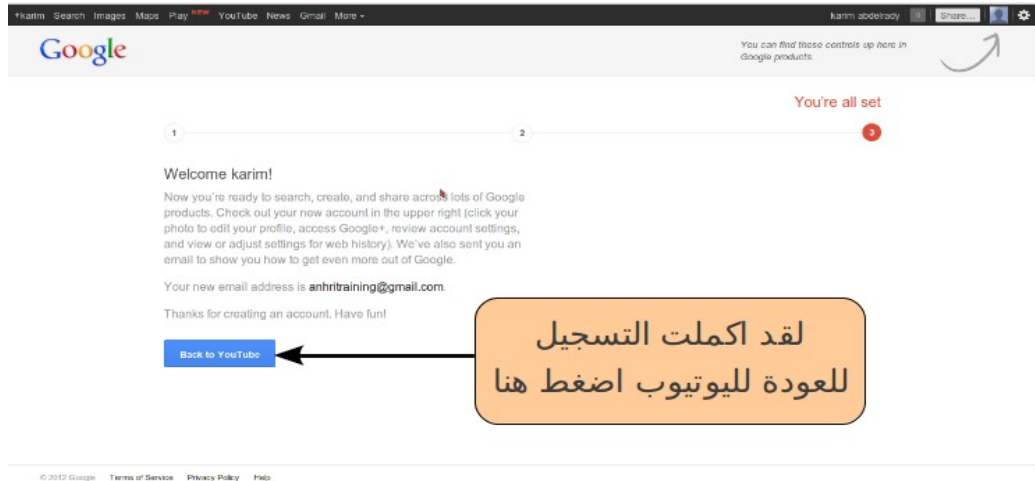 +karim Search Images Maps Play NEW YouTube News Gmail More
karim abdelrady 0 Share...
Google
You can find these controls up here in
Google products.
You're all set
1 2 3
Welcome karim!
Now you're ready to search, create, and share across lots of Google
products. Check out your new account in the upper right (click your
photo to edit your profile, access Google+, review account settings,
and view or adjust settings for web history). We've also sent you an
email to show you how to get even more out of Google.
Your new email address is anhritraining@gmail.com.
Thanks for creating an account. Have fun!
Back to YouTube
لقد اكملت التسجيل
للعودة لليوتيوب اضغط هنا
© 2012 Google Terms of Service Privacy Policy Help